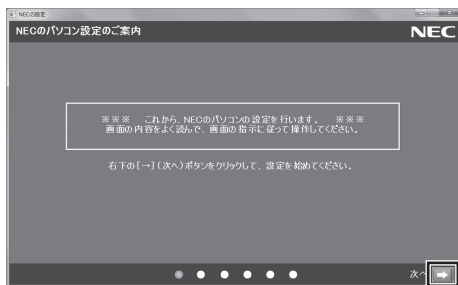 NECの設定
NECのパソコン設定のご案内
NEC
※※※ これから、NECのパソコンの設定を行います。 ※※※
画面の内容をよく読んで、画面の指示に従って操作してください。
右下の[→](次へ)ボタンをクリックして、設定を始めてください。
次へ